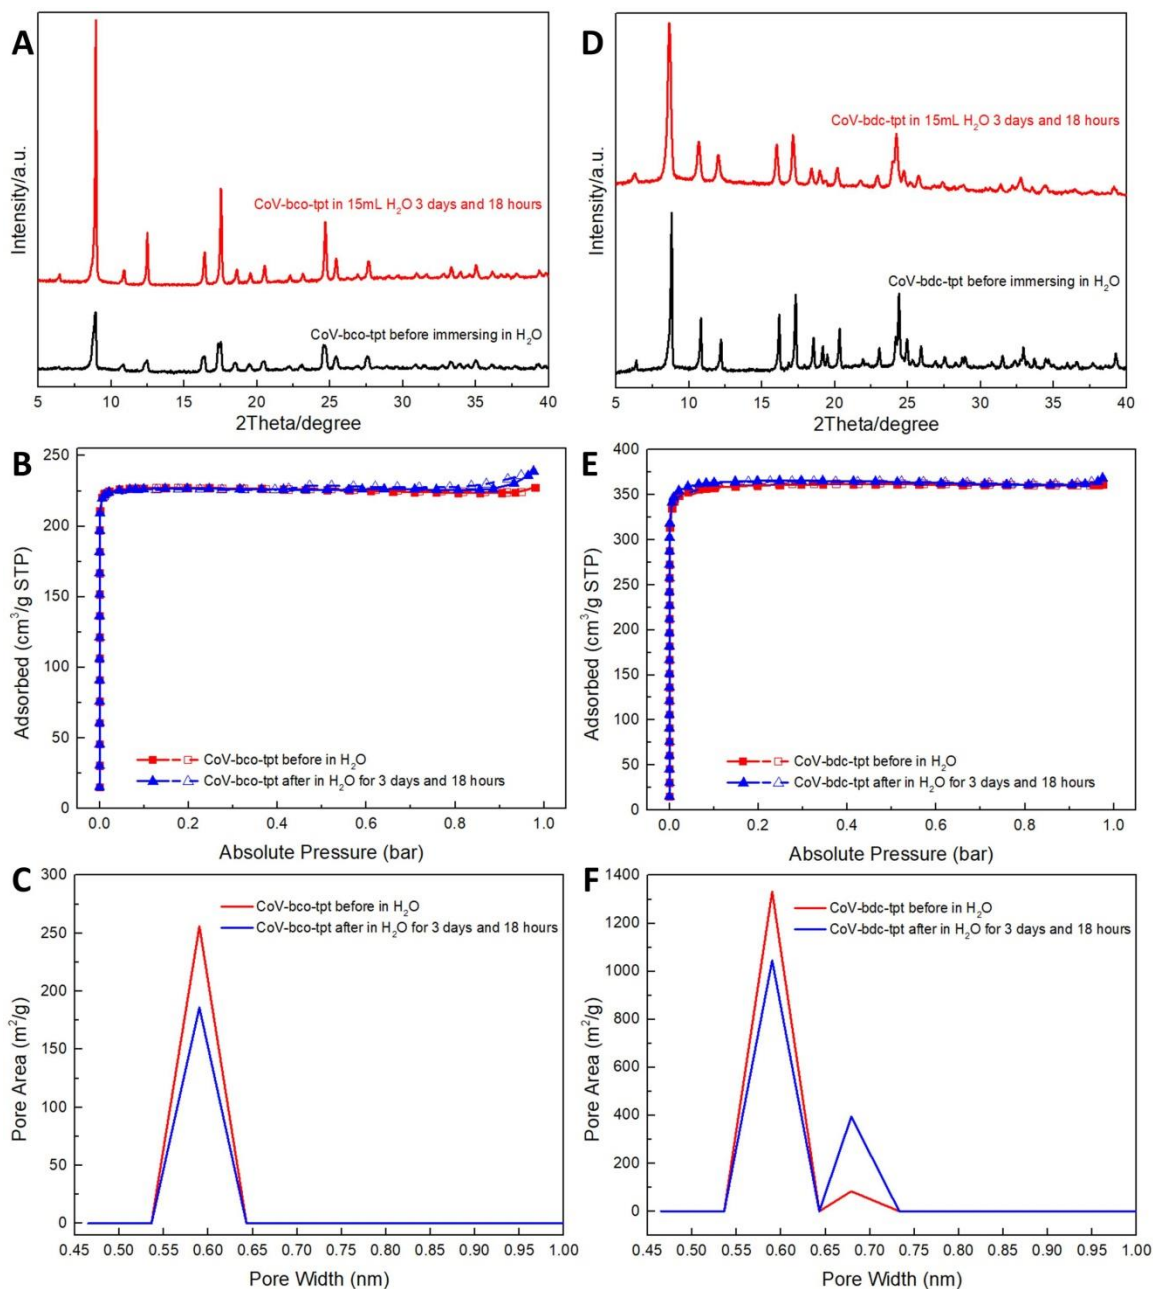 A
Intensity/a.u.
CoV-bco-tpt in 15mL H₂O 3 days and 18 hours
CoV-bco-tpt before immersing in H₂O
5 10 15 20 25 30 35 40
2Theta/degree
D
Intensity/a.u.
CoV-bdc-tpt in 15mL H₂O 3 days and 18 hours
CoV-bdc-tpt before immersing in H₂O
5 10 15 20 25 30 35 40
2Theta/degree
B
Adsorbed (cm³/g STP)
250
225
200
175
150
125
100
75
50
25
0
CoV-bco-tpt before in H₂O
CoV-bco-tpt after in H₂O for 3 days and 18 hours
0.0 0.2 0.4 0.6 0.8 1.0
Absolute Pressure (bar)
E
Adsorbed (cm³/g STP)
400
350
300
250
200
150
100
50
0
CoV-bdc-tpt before in H₂O
CoV-bdc-tpt after in H₂O for 3 days and 18 hours
0.0 0.2 0.4 0.6 0.8 1.0
Absolute Pressure (bar)
C
Pore Area (m²/g)
300
250
200
150
100
50
0
CoV-bco-tpt before in H₂O
CoV-bco-tpt after in H₂O for 3 days and 18 hours
0.45 0.50 0.55 0.60 0.65 0.70 0.75 0.80 0.85 0.90 0.95 1.00
Pore Width (nm)
F
Pore Area (m²/g)
1400
1200
1000
800
600
400
200
0
CoV-bdc-tpt before in H₂O
CoV-bdc-tpt after in H₂O for 3 days and 18 hours
0.45 0.50 0.55 0.60 0.65 0.70 0.75 0.80 0.85 0.90 0.95 1.00
Pore Width (nm)